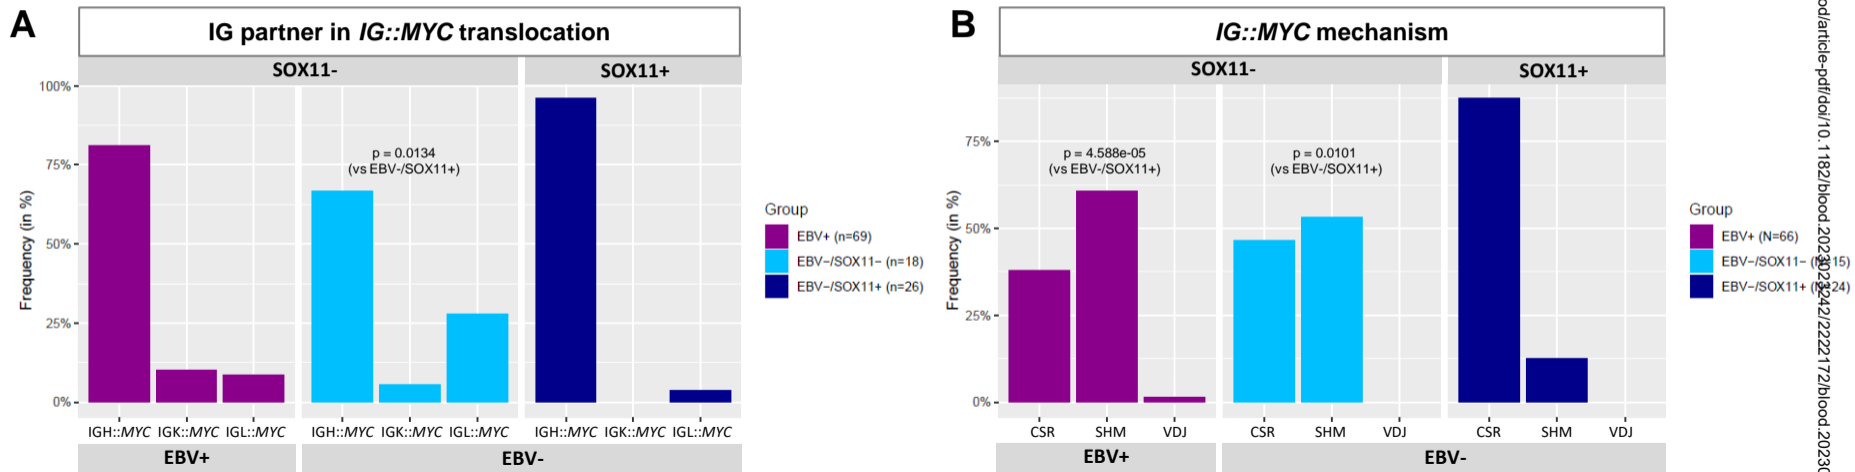 A
IG partner in IG::MYC translocation
SOX11-
SOX11+
100%
75%
50%
25%
0%
Frequency (in %)
p = 0.0134
(vs EBV-/SOX11+)
IGH::MYC IGK::MYC IGL::MYC
IGH::MYC IGK::MYC IGL::MYC
IGH::MYC IGK::MYC IGL::MYC
EBV+
EBV-
Group
EBV+ (n=69)
EBV−/SOX11− (n=18)
EBV−/SOX11+ (n=26)
B
IG::MYC mechanism
SOX11-
SOX11+
75%
50%
25%
0%
Frequency (in %)
p = 4.588e-05
(vs EBV-/SOX11+)
p = 0.0101
(vs EBV-/SOX11+)
CSR SHM VDJ
CSR SHM VDJ
CSR SHM VDJ
EBV+
EBV-
Group
EBV+ (N=66)
EBV−/SOX11− (N=15)
EBV−/SOX11+ (N=24)